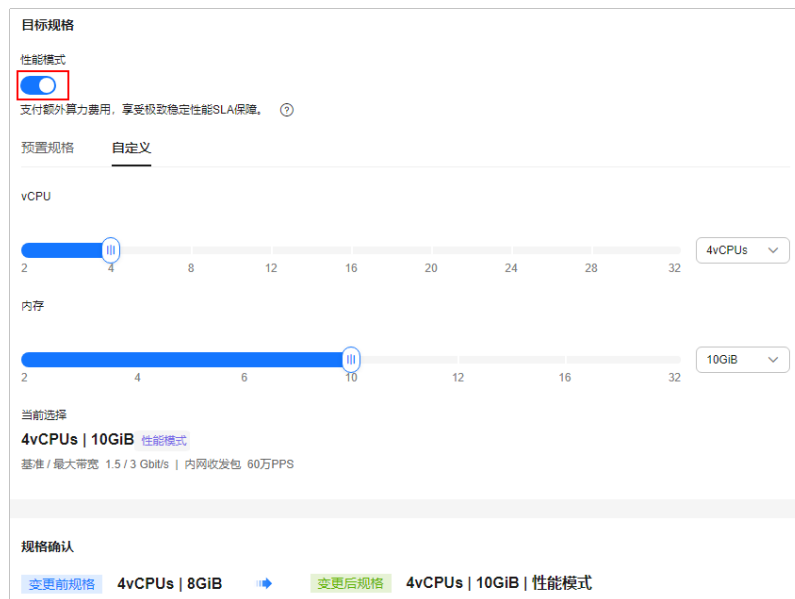 目标规格
性能模式
支付额外算力费用，享受极致稳定性能SLA保障。 ?
预置规格 自定义
vCPU
4vCPUs
2 4 8 12 16 20 24 28 32
内存
10GiB
2 4 6 10 12 16 32
当前选择
4vCPUs | 10GiB 性能模式
基准 / 最大带宽 1.5 / 3 Gbit/s | 内网收发包 60万PPS
规格确认
变更前规格 4vCPUs | 8GiB 变更后规格 4vCPUs | 10GiB | 性能模式